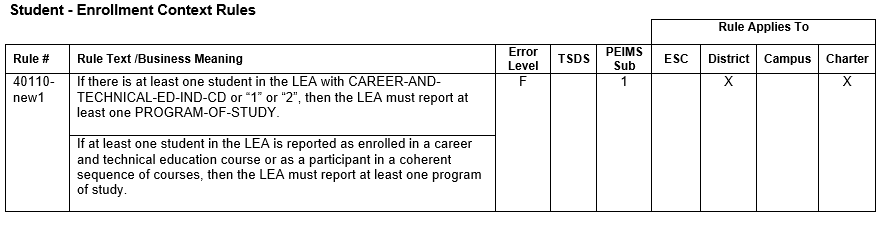 Student - Enrollment Context Rules
Rule Applies To
Rule # Rule Text /Business Meaning Error Level TSDS PEIMS Sub ESC District Campus Charter
40110-new1 If there is at least one student in the LEA with CAREER-AND-
TECHNICAL-ED-IND-CD or “1” or “2”, then the LEA must report at
least one PROGRAM-OF-STUDY.
F 1 X X
If at least one student in the LEA is reported as enrolled in a career
and technical education course or as a participant in a coherent
sequence of courses, then the LEA must report at least one program
of study.